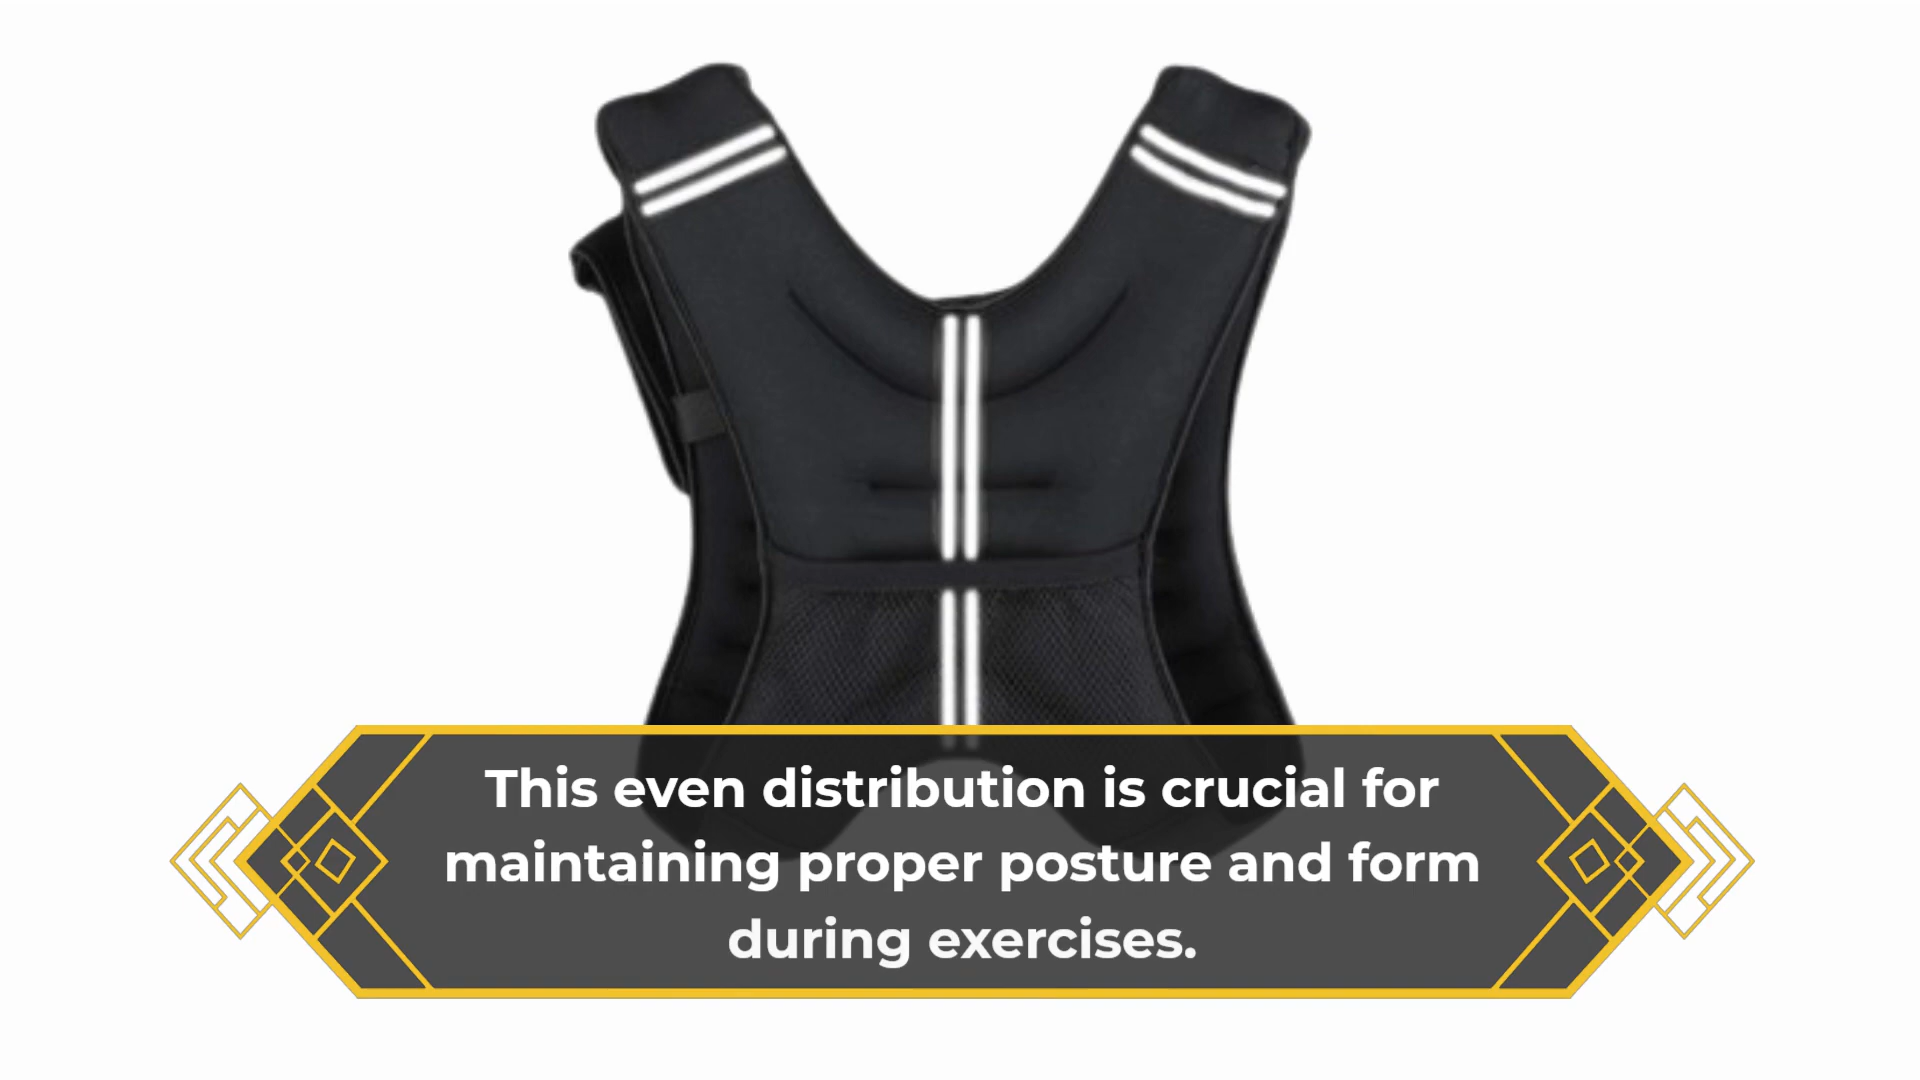 This even distribution is crucial for
maintaining proper posture and form
during exercises.